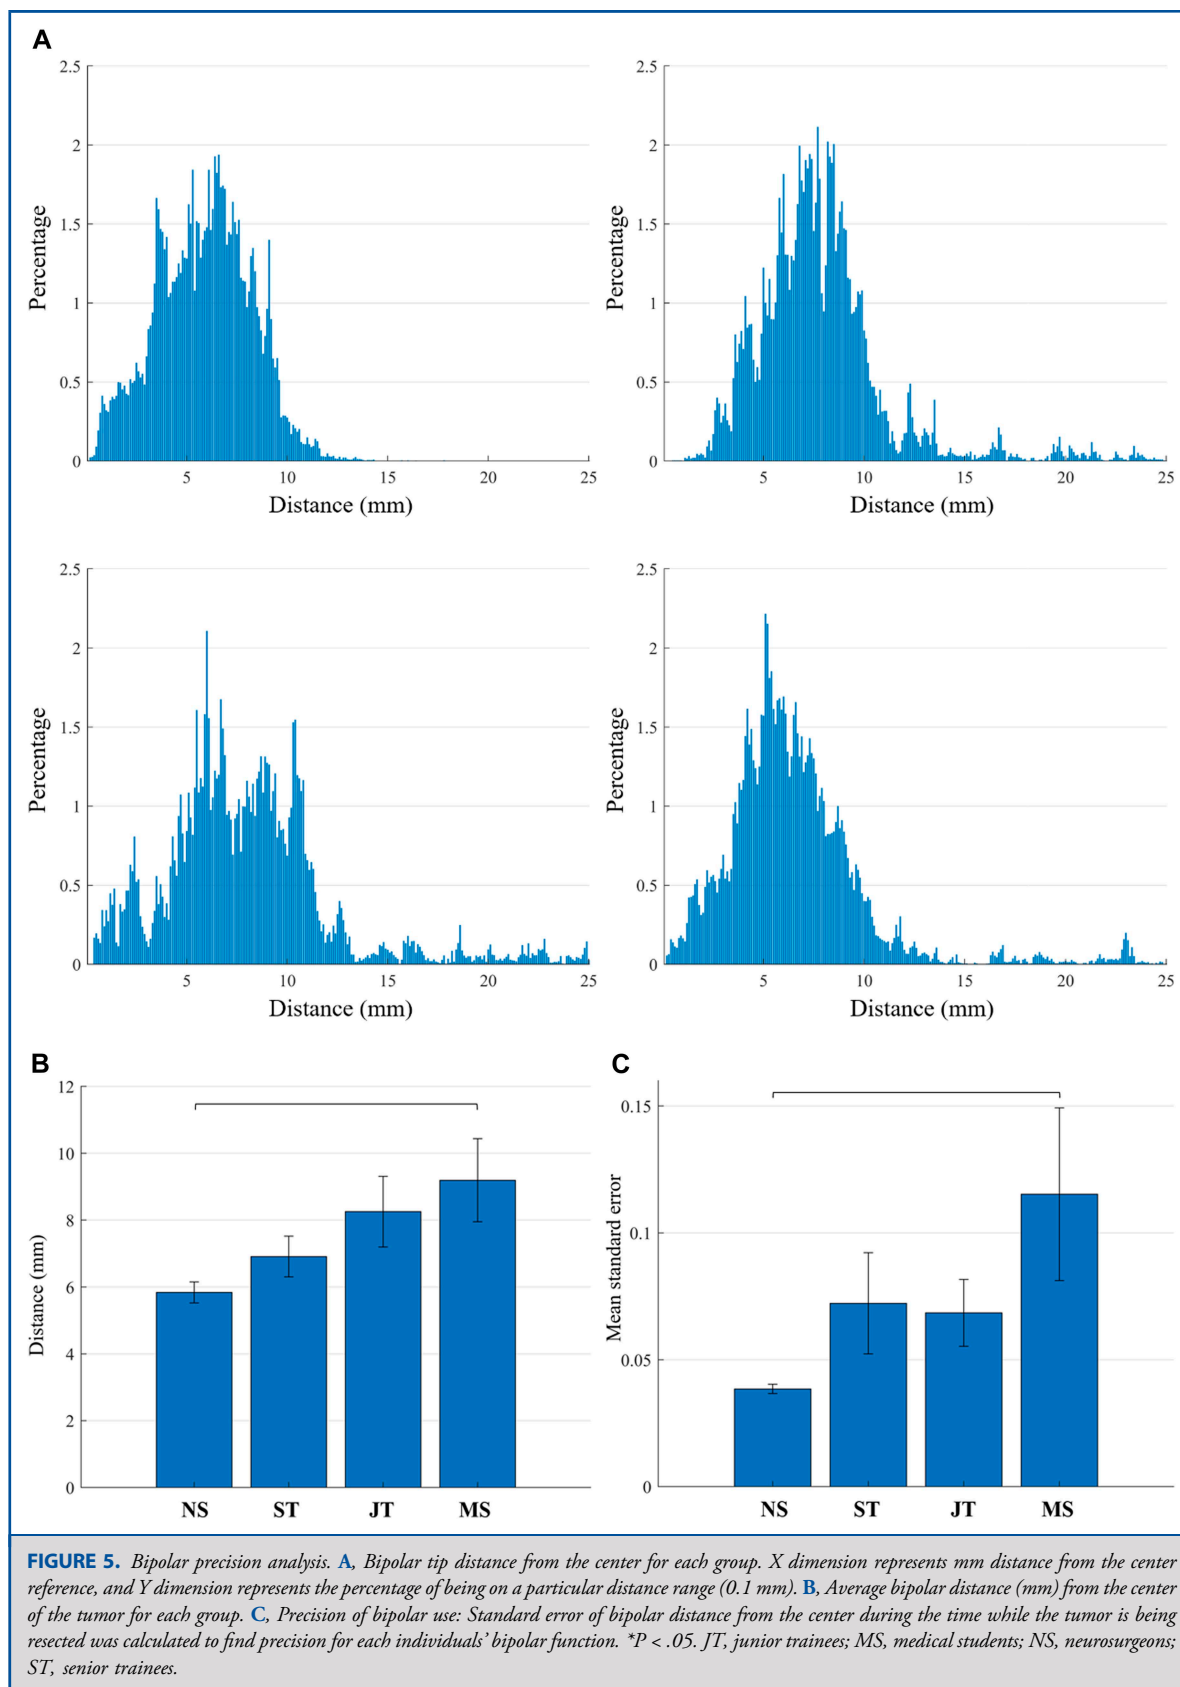 A
2.5
2
1.5
1
0.5
0
5
10
15
20
25
Percentage
Distance (mm)
2.5
2
1.5
1
0.5
0
5
10
15
20
25
Percentage
Distance (mm)
2.5
2
1.5
1
0.5
0
5
10
15
20
25
Percentage
Distance (mm)
2.5
2
1.5
1
0.5
0
5
10
15
20
25
Percentage
Distance (mm)
B
12
10
8
6
4
2
0
Distance (mm)
NS ST JT MS
C
0.15
0.1
0.05
0
Mean standard error
NS ST JT MS
FIGURE 5. Bipolar precision analysis. A, Bipolar tip distance from the center for each group. X dimension represents mm distance from the center
reference, and Y dimension represents the percentage of being on a particular distance range (0.1 mm). B, Average bipolar distance (mm) from the center
of the tumor for each group. C, Precision of bipolar use: Standard error of bipolar distance from the center during the time while the tumor is being
resected was calculated to find precision for each individuals' bipolar function. *P < .05. JT, junior trainees; MS, medical students; NS, neurosurgeons;
ST, senior trainees.